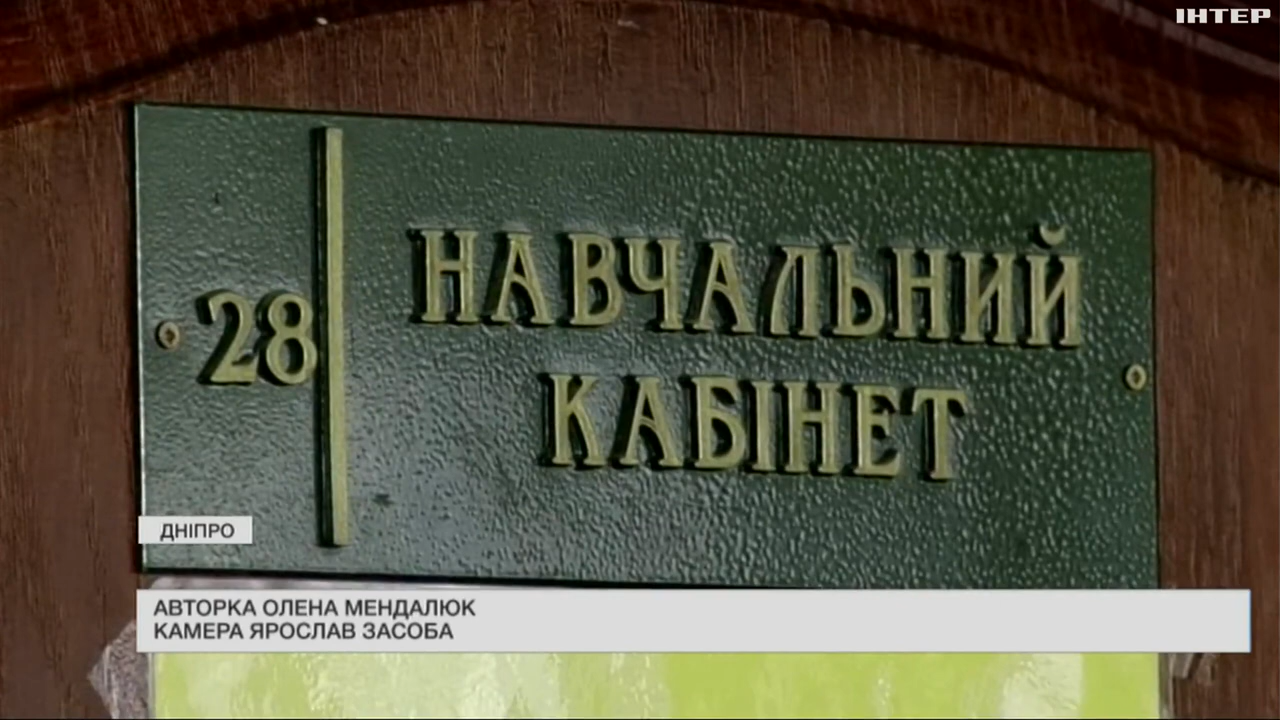 ІНТЕР
28
НАВЧАЛЬНИЙ
КАБІНЕТ
ДНІПРО
АВТОРКА ОЛЕНА МЕНДАЛЮК
КАМЕРА ЯРОСЛАВ ЗАСОБА